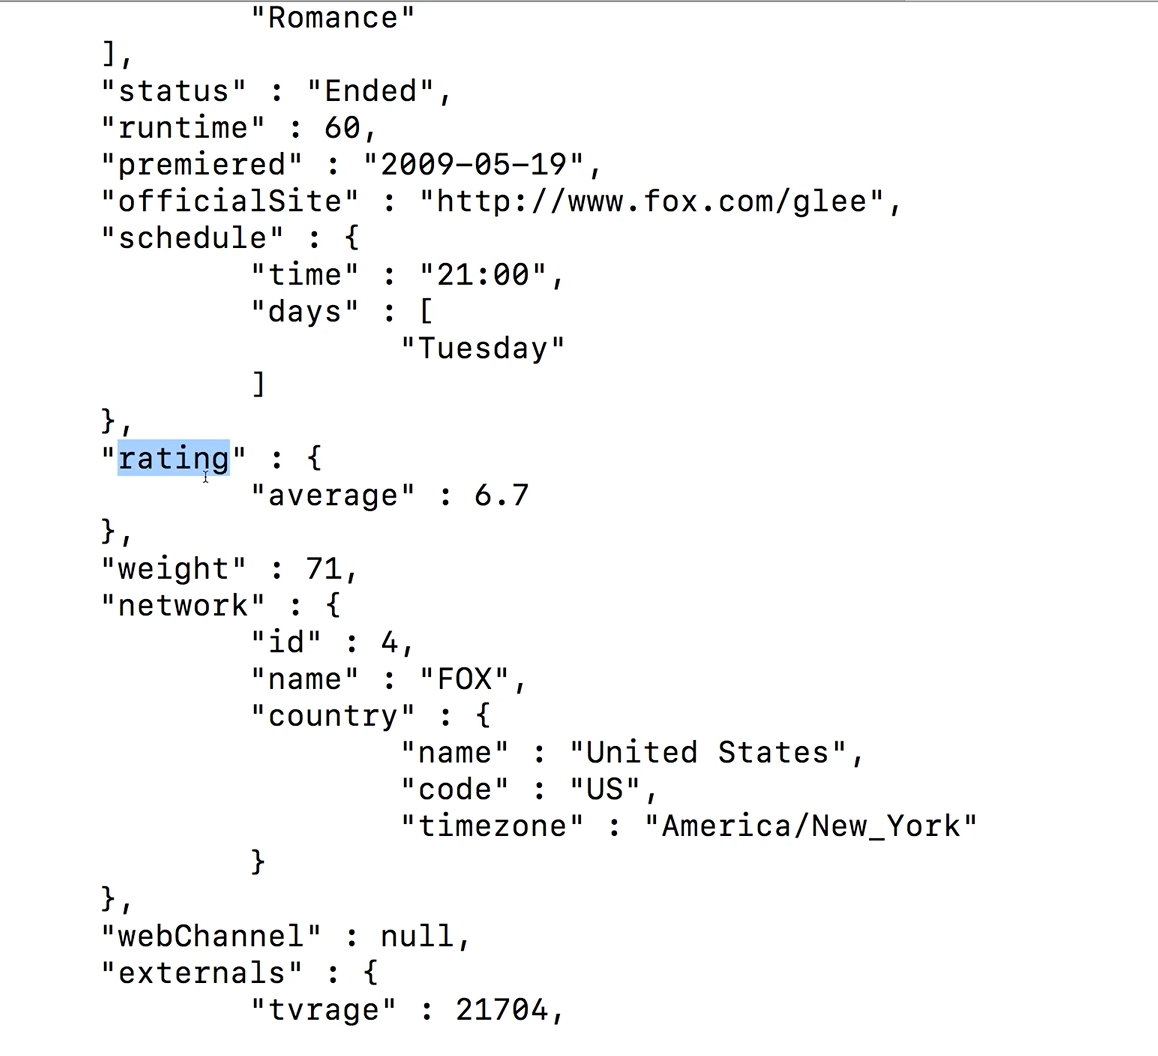 "Romance"
],
"status" : "Ended",
"runtime" : 60,
"premiered" : "2009-05-19",
"officialSite" : "http://www.fox.com/glee",
"schedule" : {
"time" : "21:00",
"days" : [
"Tuesday"
]
},
"rating" : {
"average" : 6.7
},
"weight" : 71,
"network" : {
"id" : 4,
"name" : "FOX",
"country" : {
"name" : "United States",
"code" : "US",
"timezone" : "America/New_York"
}
},
"webChannel" : null,
"externals" : {
"tvrage" : 21704,